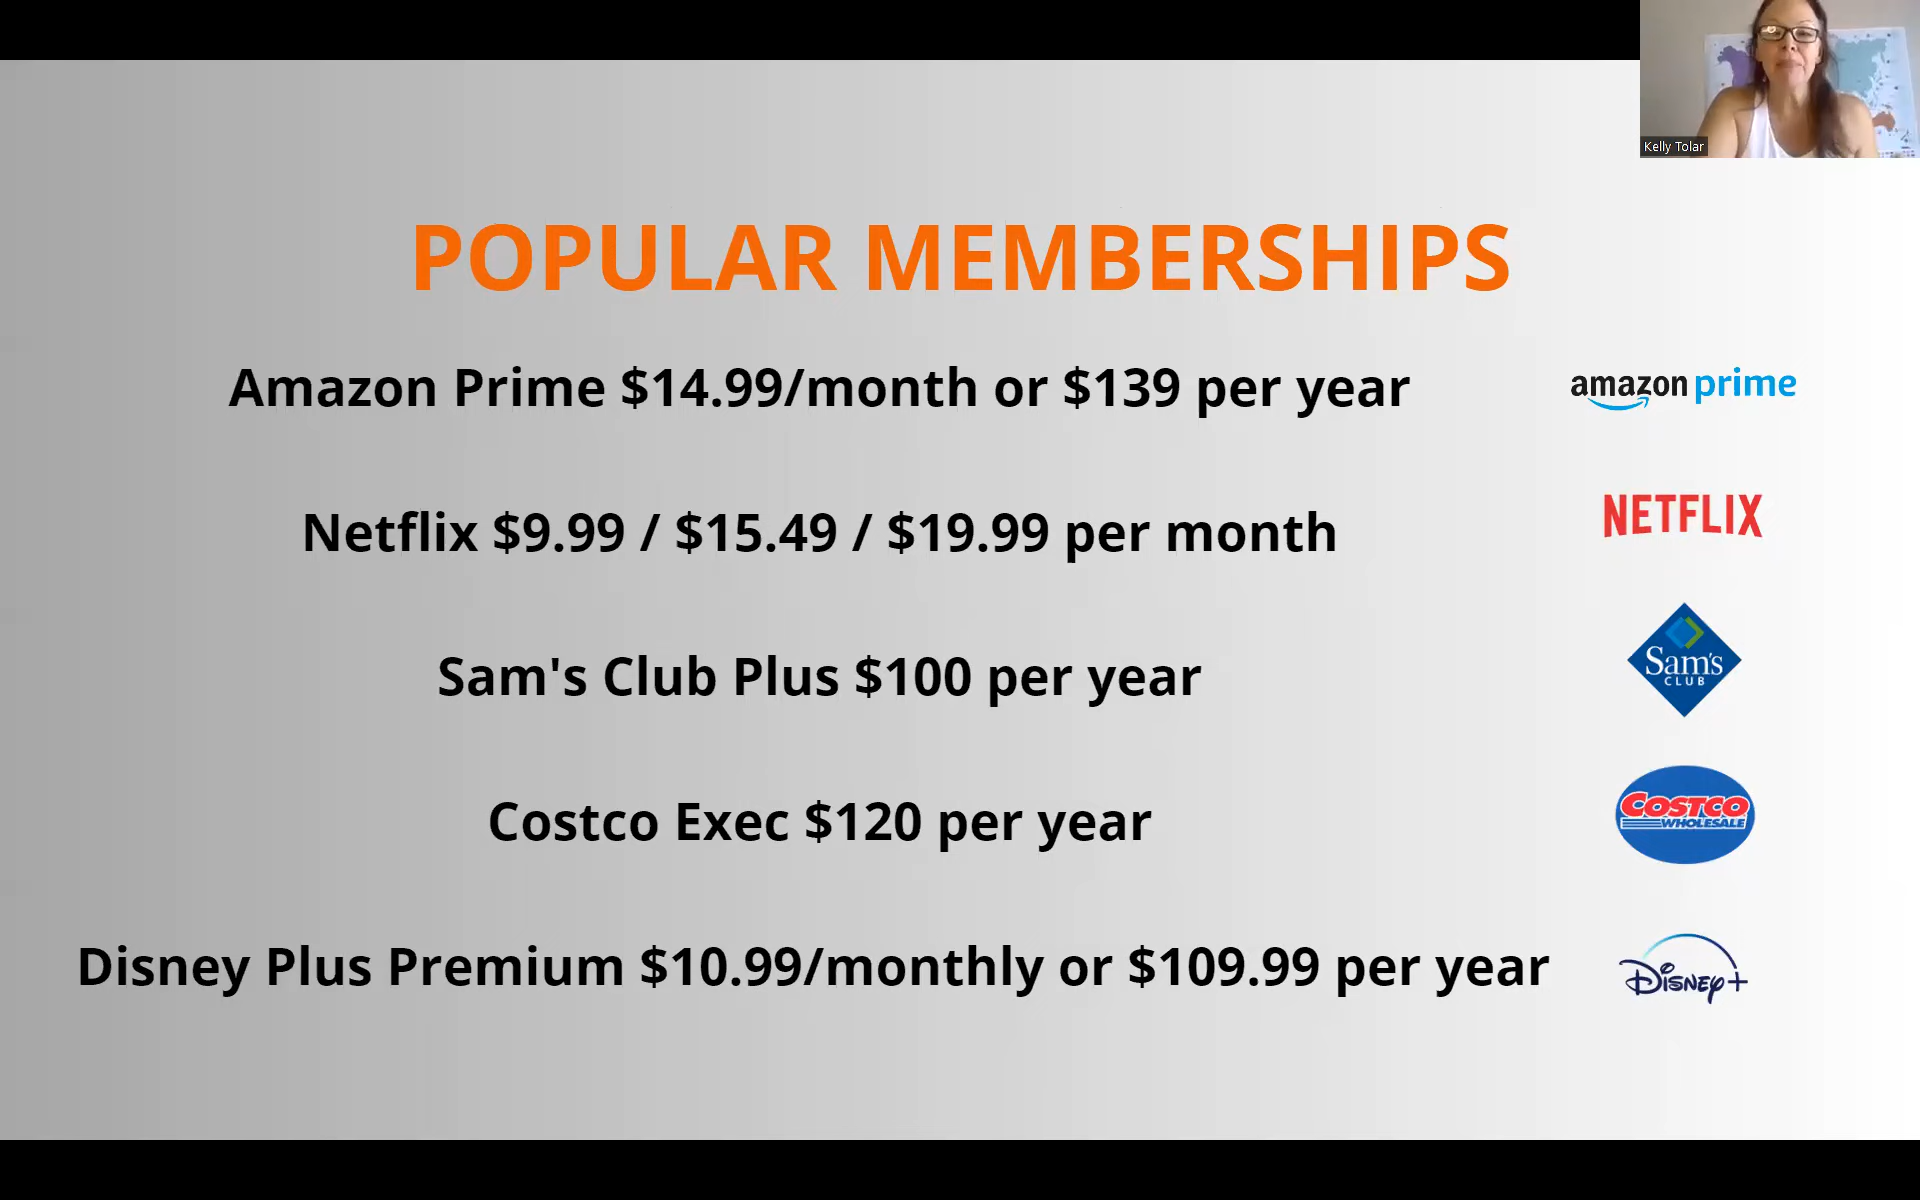 Kelly Tolar
POPULAR MEMBERSHIPS
Amazon Prime $14.99/month or $139 per year
amazon prime
Netflix $9.99 / $15.49 / $19.99 per month
NETFLIX
Sam's Club Plus $100 per year
Sam's
CLUB
Costco Exec $120 per year
COSTCO
WHOLESALE
Disney Plus Premium $10.99/monthly or $109.99 per year
Disney+